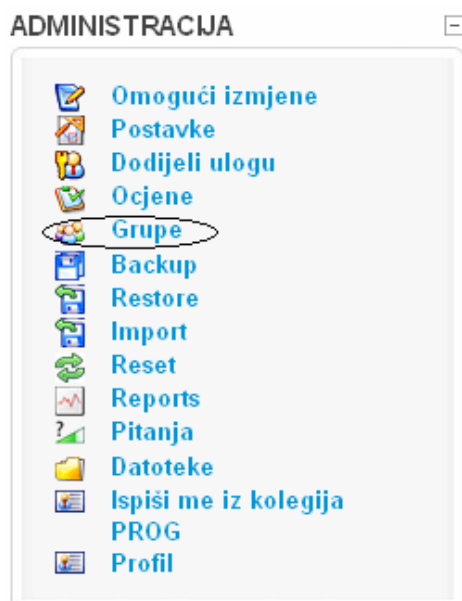 ADMINISTRACIJA
Omogući izmjene
Postavke
Dodijeli ulogu
Ocjene
Grupe
Backup
Restore
Import
Reset
Reports
Pitanja
Datoteke
Ispiši me iz kolegija
PROG
Profil